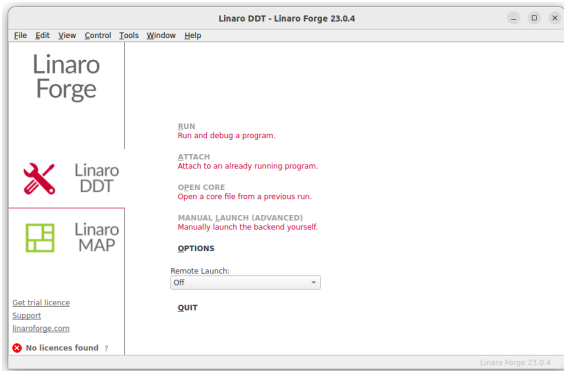 Linaro DDT - Linaro Forge 23.0.4
File Edit View Control Tools Window Help
Linaro
Forge
Linaro
DDT
Linaro
MAP
Get trial licence
Support
linaroforge.com
No licences found ?
RUN
Run and debug a program.
ATTACH
Attach to an already running program.
OPEN CORE
Open a core file from a previous run.
MANUAL LAUNCH (ADVANCED)
Manually launch the backend yourself.
OPTIONS
Remote Launch:
Off
QUIT
Linaro Forge 23.0.4